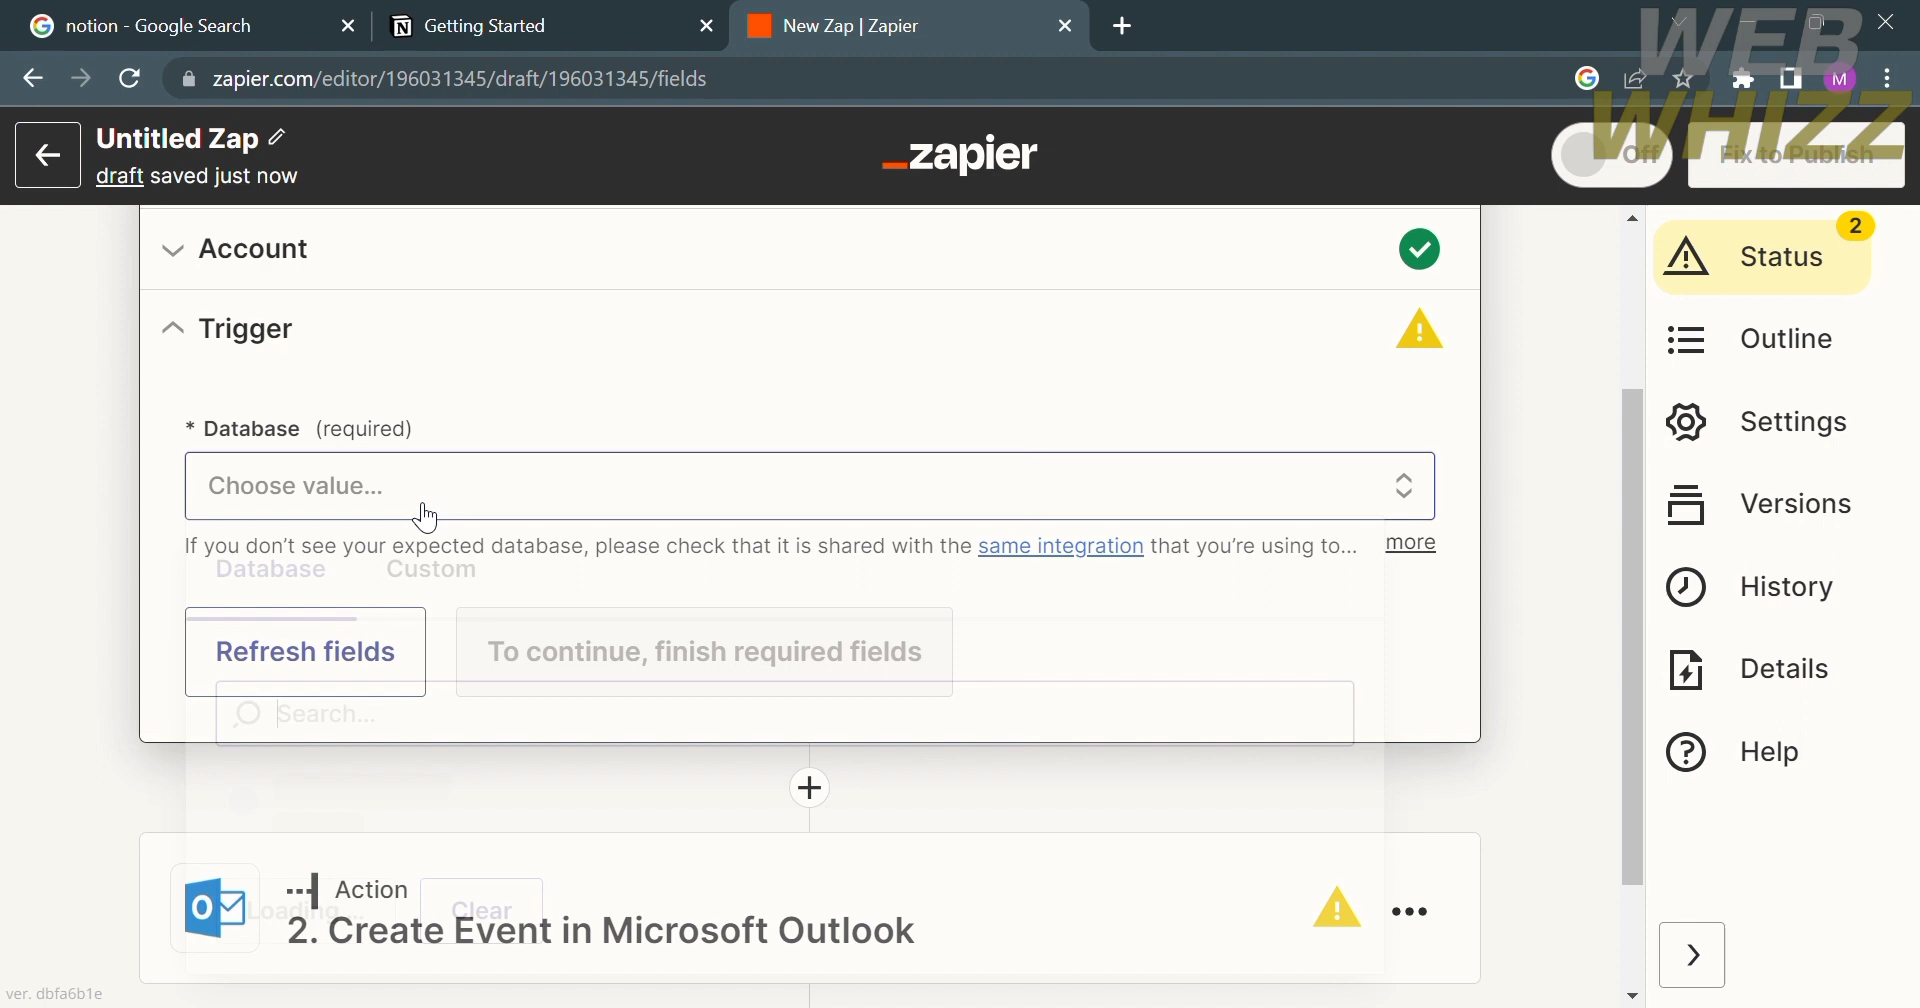 notion - Google Search
Getting Started
New Zap | Zapier
zapier.com/editor/196031345/draft/196031345/fields
M
WEB
WHIZZ
Untitled Zap
draft saved just now
zapier
Off
Fix to Publish
Account
Trigger
* Database (required)
Choose value...
If you don't see your expected database, please check that it is shared with the same integration that you're using to... more
Database Custom
Refresh fields
To continue, finish required fields
Search...
Action
Loading... Clear
2. Create Event in Microsoft Outlook
2
Status
Outline
Settings
Versions
History
Details
Help
ver. dbfa6b1e